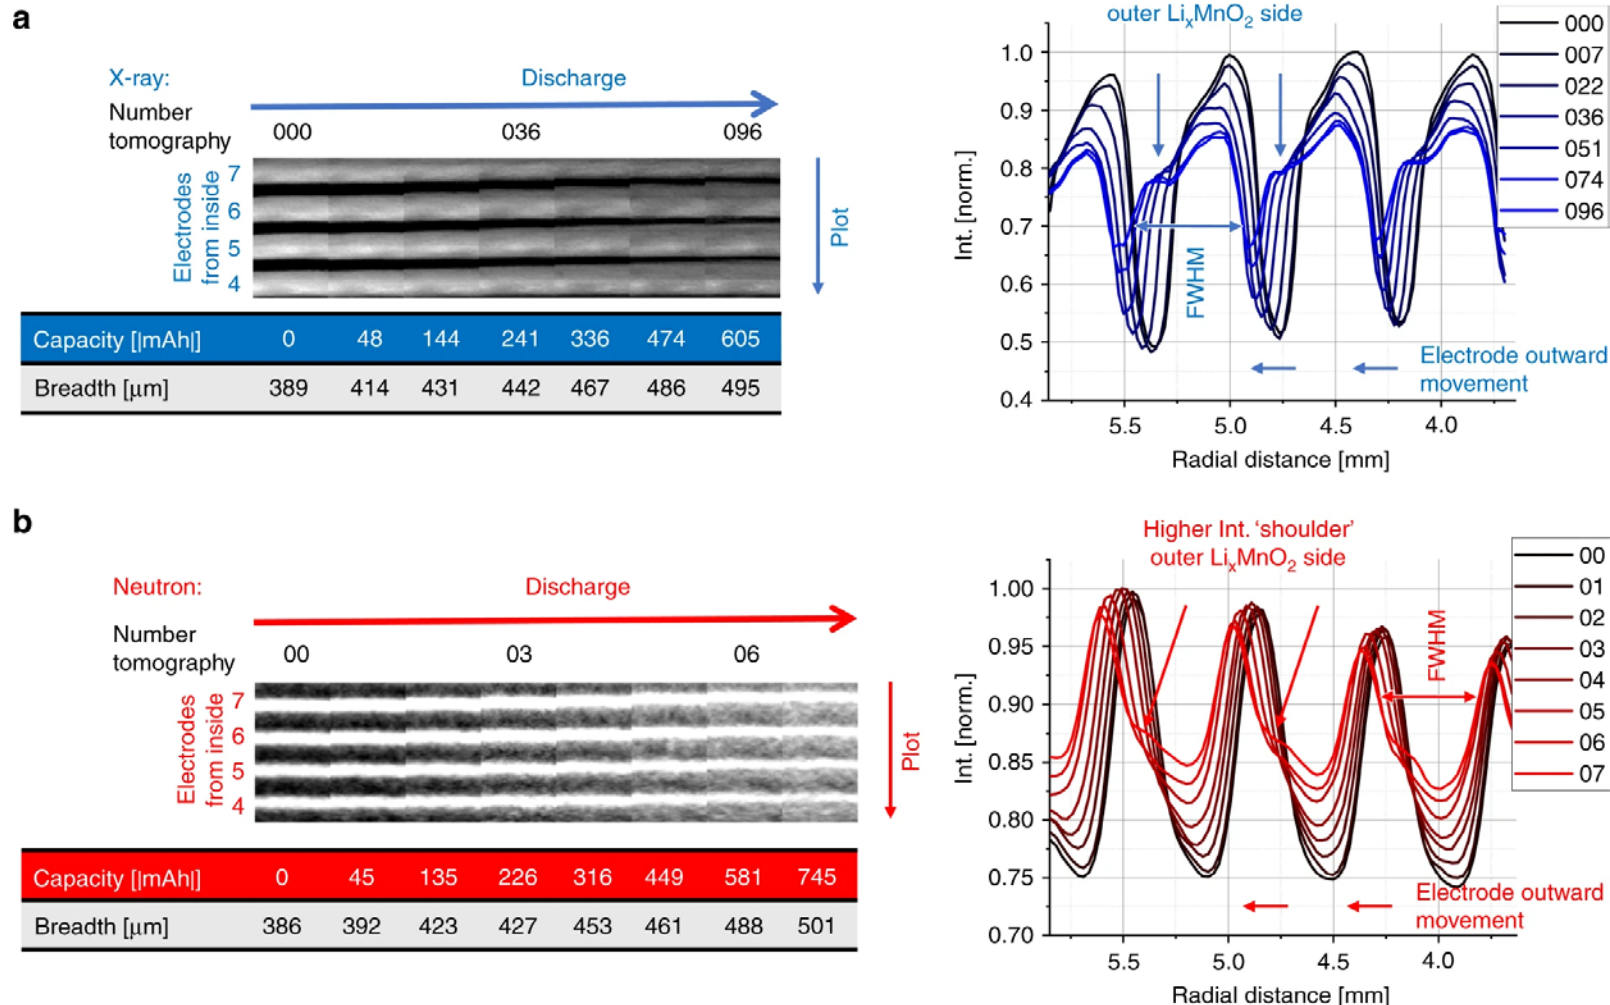 a
X-ray:
Discharge
Number
tomography
000 036 096
Electrodes
from inside
7
6
5
4
Plot
Capacity [|mAh|] 0 48 144 241 336 474 605
Breadth [μm] 389 414 431 442 467 486 495
outer LixMnO2 side
000
007
022
036
051
074
096
Int. [norm.]
1.0
0.9
0.8
0.7
0.6
0.5
0.4
FWHM
Electrode outward
movement
5.5 5.0 4.5 4.0
Radial distance [mm]
b
Neutron:
Discharge
Number
tomography
00 03 06
Electrodes
from inside
7
6
5
4
Plot
Capacity [|mAh|] 0 45 135 226 316 449 581 745
Breadth [μm] 386 392 423 427 453 461 488 501
Higher Int. ‘shoulder’
outer LixMnO2 side
00
01
02
03
04
05
06
07
Int. [norm.]
1.00
0.95
0.90
0.85
0.80
0.75
0.70
FWHM
Electrode outward
movement
5.5 5.0 4.5 4.0
Radial distance [mm]